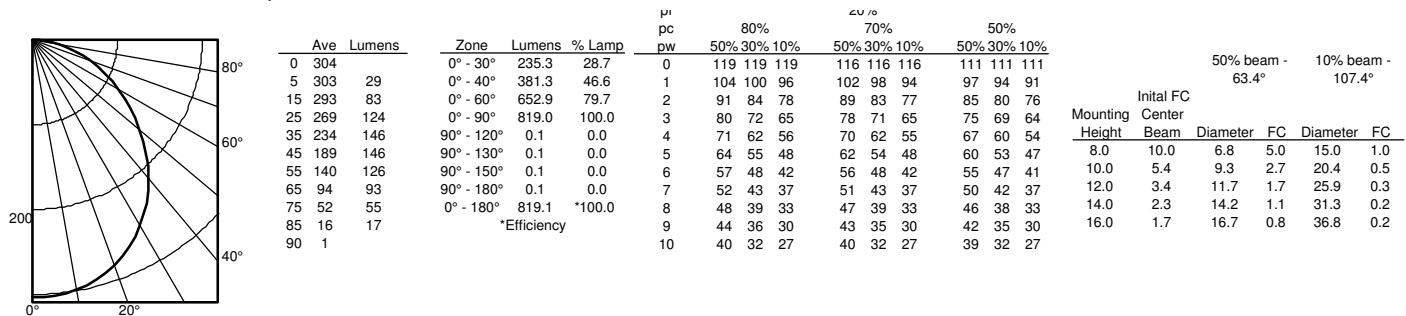 80°
60°
200
40°
0° 20°
Ave Lumens
0 304
5 303 29
15 293 83
25 269 124
35 234 146
45 189 146
55 140 126
65 94 93
75 52 55
85 16 17
90 1
Zone Lumens % Lamp
0° - 30° 235.3 28.7
0° - 40° 381.3 46.6
0° - 60° 652.9 79.7
0° - 90° 819.0 100.0
90° - 120° 0.1 0.0
90° - 130° 0.1 0.0
90° - 150° 0.1 0.0
90° - 180° 0.1 0.0
0° - 180° 819.1 *100.0
*Efficiency
pf 20%
pc 80% 70% 50%
pw 50% 30% 10% 50% 30% 10% 50% 30% 10%
0 119 119 119 116 116 116 111 111 111
1 104 100 96 102 98 94 97 94 91
2 91 84 78 89 83 77 85 80 76
3 80 72 65 78 71 65 75 69 64
4 71 62 56 70 62 55 67 60 54
5 64 55 48 62 54 48 60 53 47
6 57 48 42 56 48 42 55 47 41
7 52 43 37 51 43 37 50 42 37
8 48 39 33 47 39 33 46 38 33
9 44 36 30 43 35 30 42 35 30
10 40 32 27 40 32 27 39 32 27
50% beam - 10% beam -
63.4° 107.4°
Inital FC
Mounting Center
Height Beam Diameter FC Diameter FC
8.0 10.0 6.8 5.0 15.0 1.0
10.0 5.4 9.3 2.7 20.4 0.5
12.0 3.4 11.7 1.7 25.9 0.3
14.0 2.3 14.2 1.1 31.3 0.2
16.0 1.7 16.7 0.8 36.8 0.2